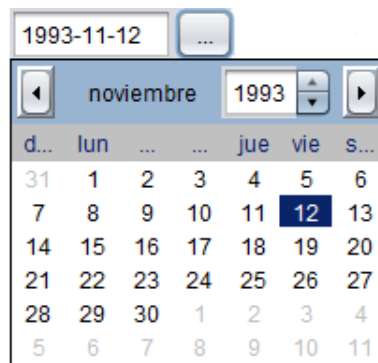 1993-11-12 ...
noviembre 1993
d... lun ... ... jue vie s...
31 1 2 3 4 5 6
7 8 9 10 11 12 13
14 15 16 17 18 19 20
21 22 23 24 25 26 27
28 29 30 1 2 3 4
5 6 7 8 9 10 11